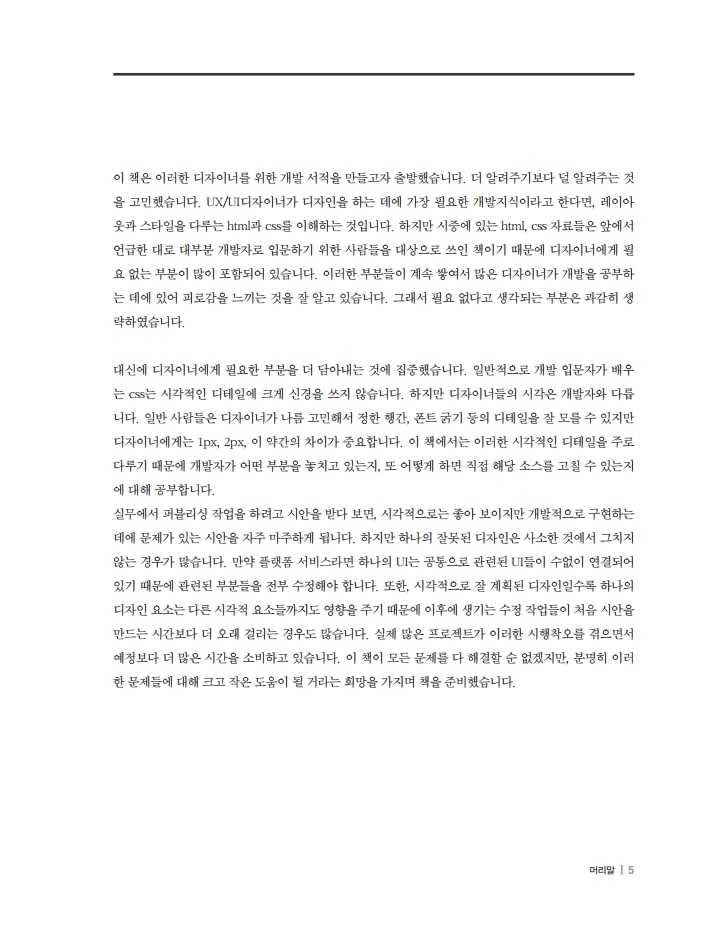 이 책은 이러한 디자이너를 위한 개발 서적을 만들고자 출발했습니다. 더 알려주기보다 덜 알려주는 것
을 고민했습니다. UX/UI디자이너가 디자인을 하는 데에 가장 필요한 개발지식이라고 한다면, 레이아
웃과 스타일을 다루는 html과 css를 이해하는 것입니다. 하지만 시중에 있는 html, css 자료들은 앞에서
언급한 대로 대부분 개발자로 입문하기 위한 사람들을 대상으로 쓰인 책이기 때문에 디자이너에게 필
요 없는 부분이 많이 포함되어 있습니다. 이러한 부분들이 계속 쌓여서 많은 디자이너가 개발을 공부하
는 데에 있어 피로감을 느끼는 것을 잘 알고 있습니다. 그래서 필요 없다고 생각되는 부분은 과감히 생
략하였습니다.
대신에 디자이너에게 필요한 부분을 더 담아내는 것에 집중했습니다. 일반적으로 개발 입문자가 배우
는 css는 시각적인 디테일에 크게 신경을 쓰지 않습니다. 하지만 디자이너들의 시각은 개발자와 다릅
니다. 일반 사람들은 디자이너가 나름 고민해서 정한 행간, 폰트 굵기 등의 디테일을 잘 모를 수 있지만
디자이너에게는 1px, 2px, 이 약간의 차이가 중요합니다. 이 책에서는 이러한 시각적인 디테일을 주로
다루기 때문에 개발자가 어떤 부분을 놓치고 있는지, 또 어떻게 하면 직접 해당 소스를 고칠 수 있는지
에 대해 공부합니다.
실무에서 퍼블리싱 작업을 하려고 시안을 받다 보면, 시각적으로는 좋아 보이지만 개발적으로 구현하는
데에 문제가 있는 시안을 자주 마주하게 됩니다. 하지만 하나의 잘못된 디자인은 사소한 것에서 그치지
않는 경우가 많습니다. 만약 플랫폼 서비스라면 하나의 UI는 공통으로 관련된 UI들이 수없이 연결되어
있기 때문에 관련된 부분들을 전부 수정해야 합니다. 또한, 시각적으로 잘 계획된 디자인일수록 하나의
디자인 요소는 다른 시각적 요소들까지도 영향을 주기 때문에 이후에 생기는 수정 작업들이 처음 시안을
만드는 시간보다 더 오래 걸리는 경우도 많습니다. 실제 많은 프로젝트가 이러한 시행착오를 겪으면서
예정보다 더 많은 시간을 소비하고 있습니다. 이 책이 모든 문제를 다 해결할 순 없겠지만, 분명히 이러
한 문제들에 대해 크고 작은 도움이 될 거라는 희망을 가지며 책을 준비했습니다.
머리말 | 5